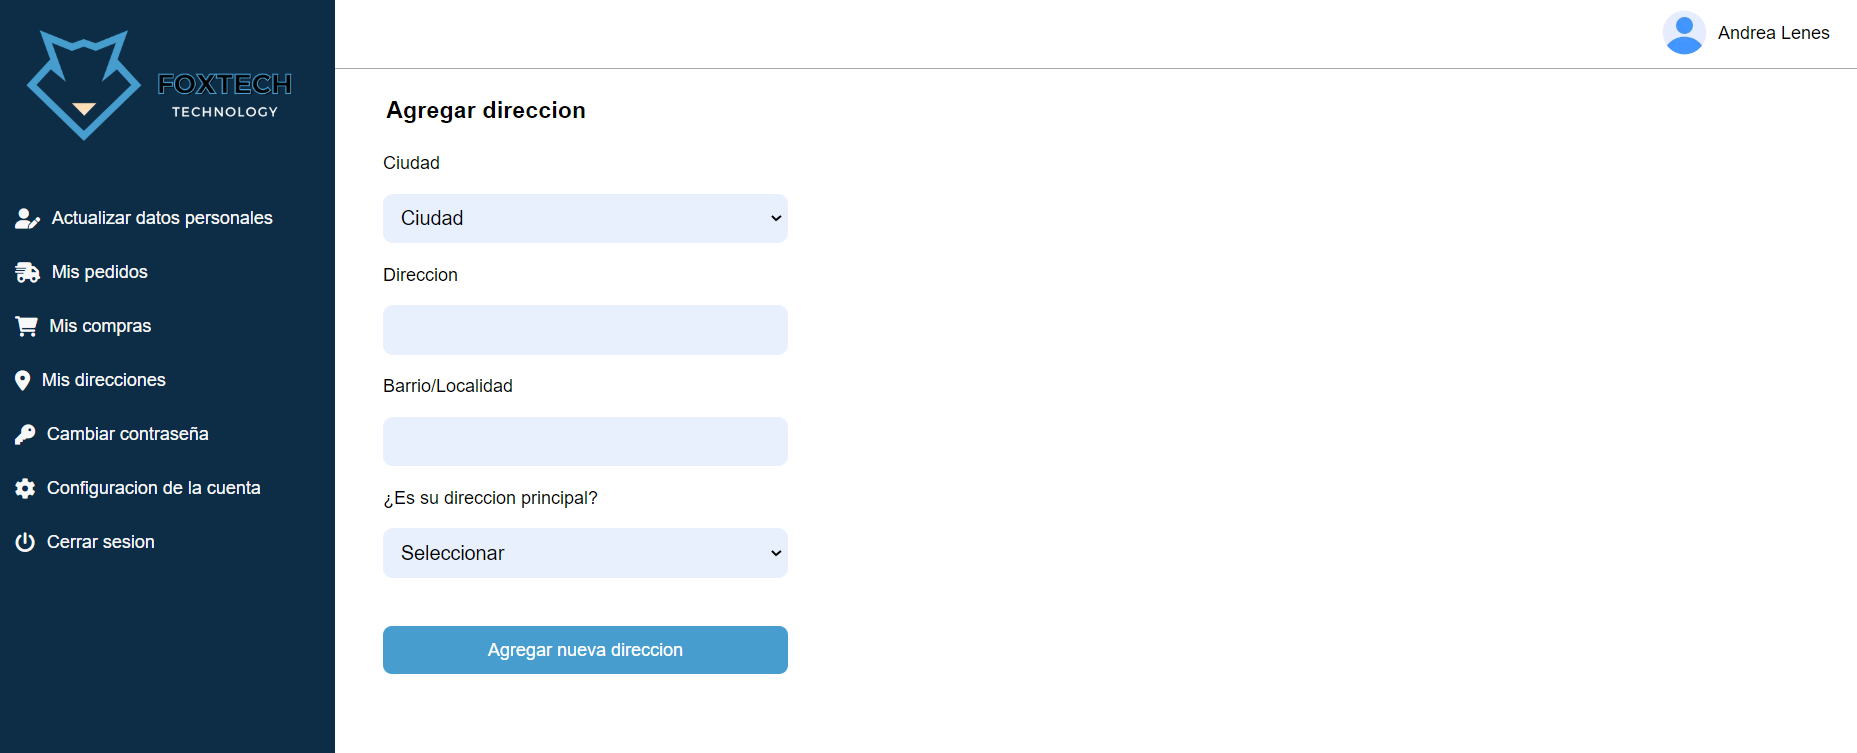 FOXTECH
TECHNOLOGY
Actualizar datos personales
Mis pedidos
Mis compras
Mis direcciones
Cambiar contraseña
Configuracion de la cuenta
Cerrar sesion
Andrea Lenes
Agregar direccion
Ciudad
Ciudad
Direccion
Barrio/Localidad
¿Es su direccion principal?
Seleccionar
Agregar nueva direccion